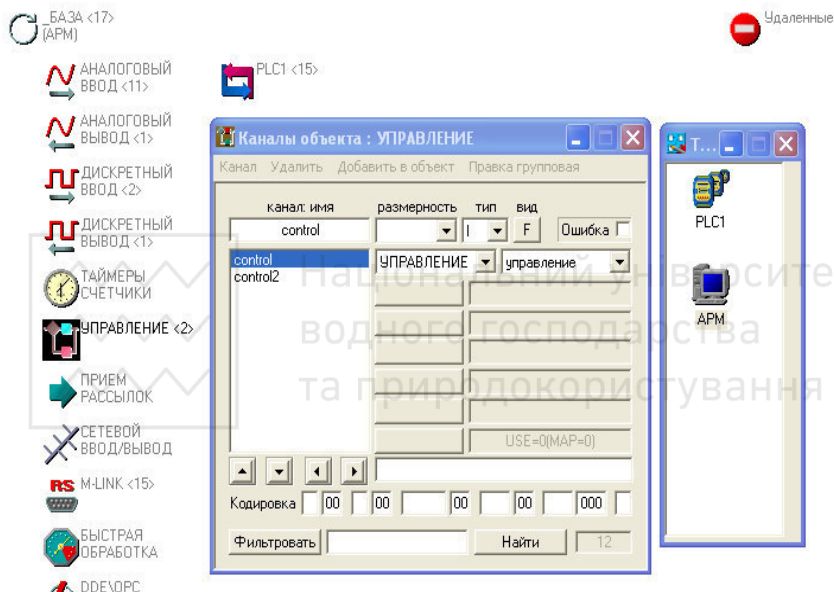 _БАЗА <17>
(АРМ)
Удаленные
АНАЛОГОВЫЙ
ВВОД <11>
PLC1 <15>
АНАЛОГОВЫЙ
ВЫВОД <1>
ДИСКРЕТНЫЙ
ВВОД <2>
ДИСКРЕТНЫЙ
ВЫВОД <1>
ТАЙМЕРЫ
СЧЕТЧИКИ
УПРАВЛЕНИЕ <2>
ПРИЕМ
РАССЫЛОК
СЕТЕВОЙ
ВВОД/ВЫВОД
RS M-LINK <15>
БЫСТРАЯ
ОБРАБОТКА
DDE\OPC
Каналы объекта : УПРАВЛЕНИЕ
Канал Удалить Добавить в объект Правка групповая
канал: имя размерность тип вид
control I F Ошибка
control УПРАВЛЕНИЕ управление
control2
USE=0(MAP=0)
Кодировка 00 00 00 00 000
Фильтровать Найти 12
Т...
PLC1
АРМ
Національний університе
водного господарства
та природокористування